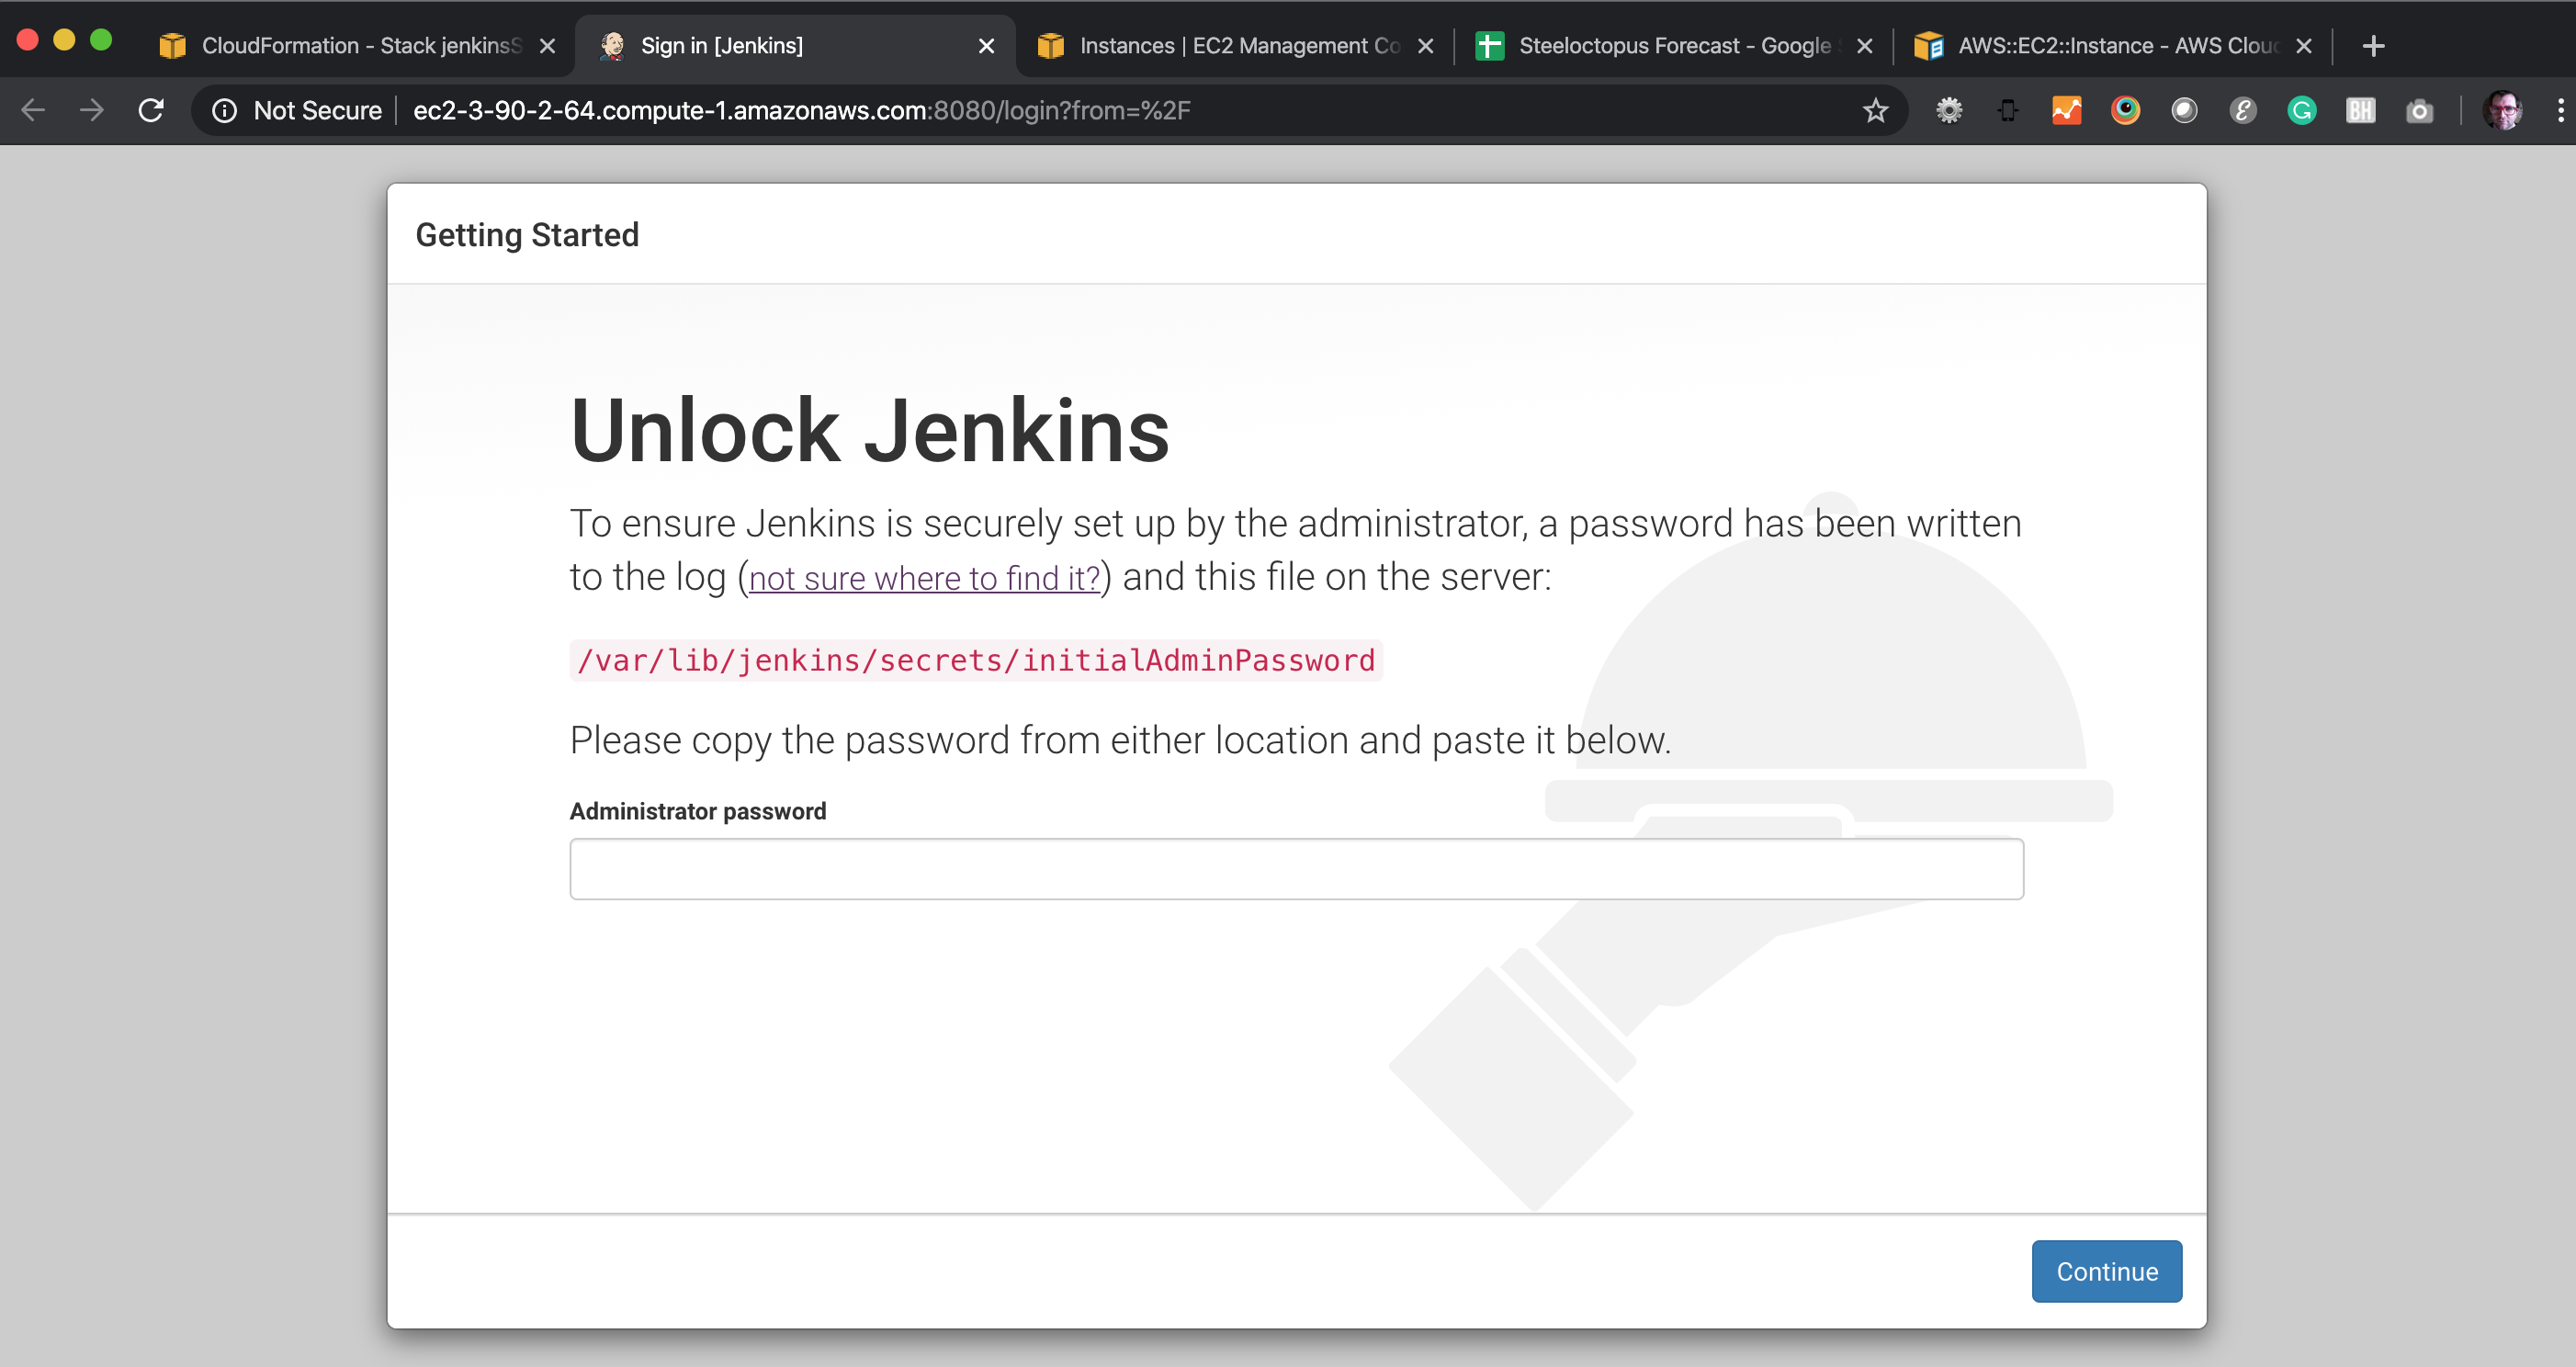 CloudFormation - Stack jenkinsS
Sign in [Jenkins]
Instances | EC2 Management Co
Steeloctopus Forecast - Google
AWS::EC2::Instance - AWS Clou
Not Secure
ec2-3-90-2-64.compute-1.amazonaws.com:8080/login?from=%2F
G
BH
Getting Started
Unlock Jenkins
To ensure Jenkins is securely set up by the administrator, a password has been written
to the log (not sure where to find it?) and this file on the server:
/var/lib/jenkins/secrets/initialAdminPassword
Please copy the password from either location and paste it below.
Administrator password
Continue